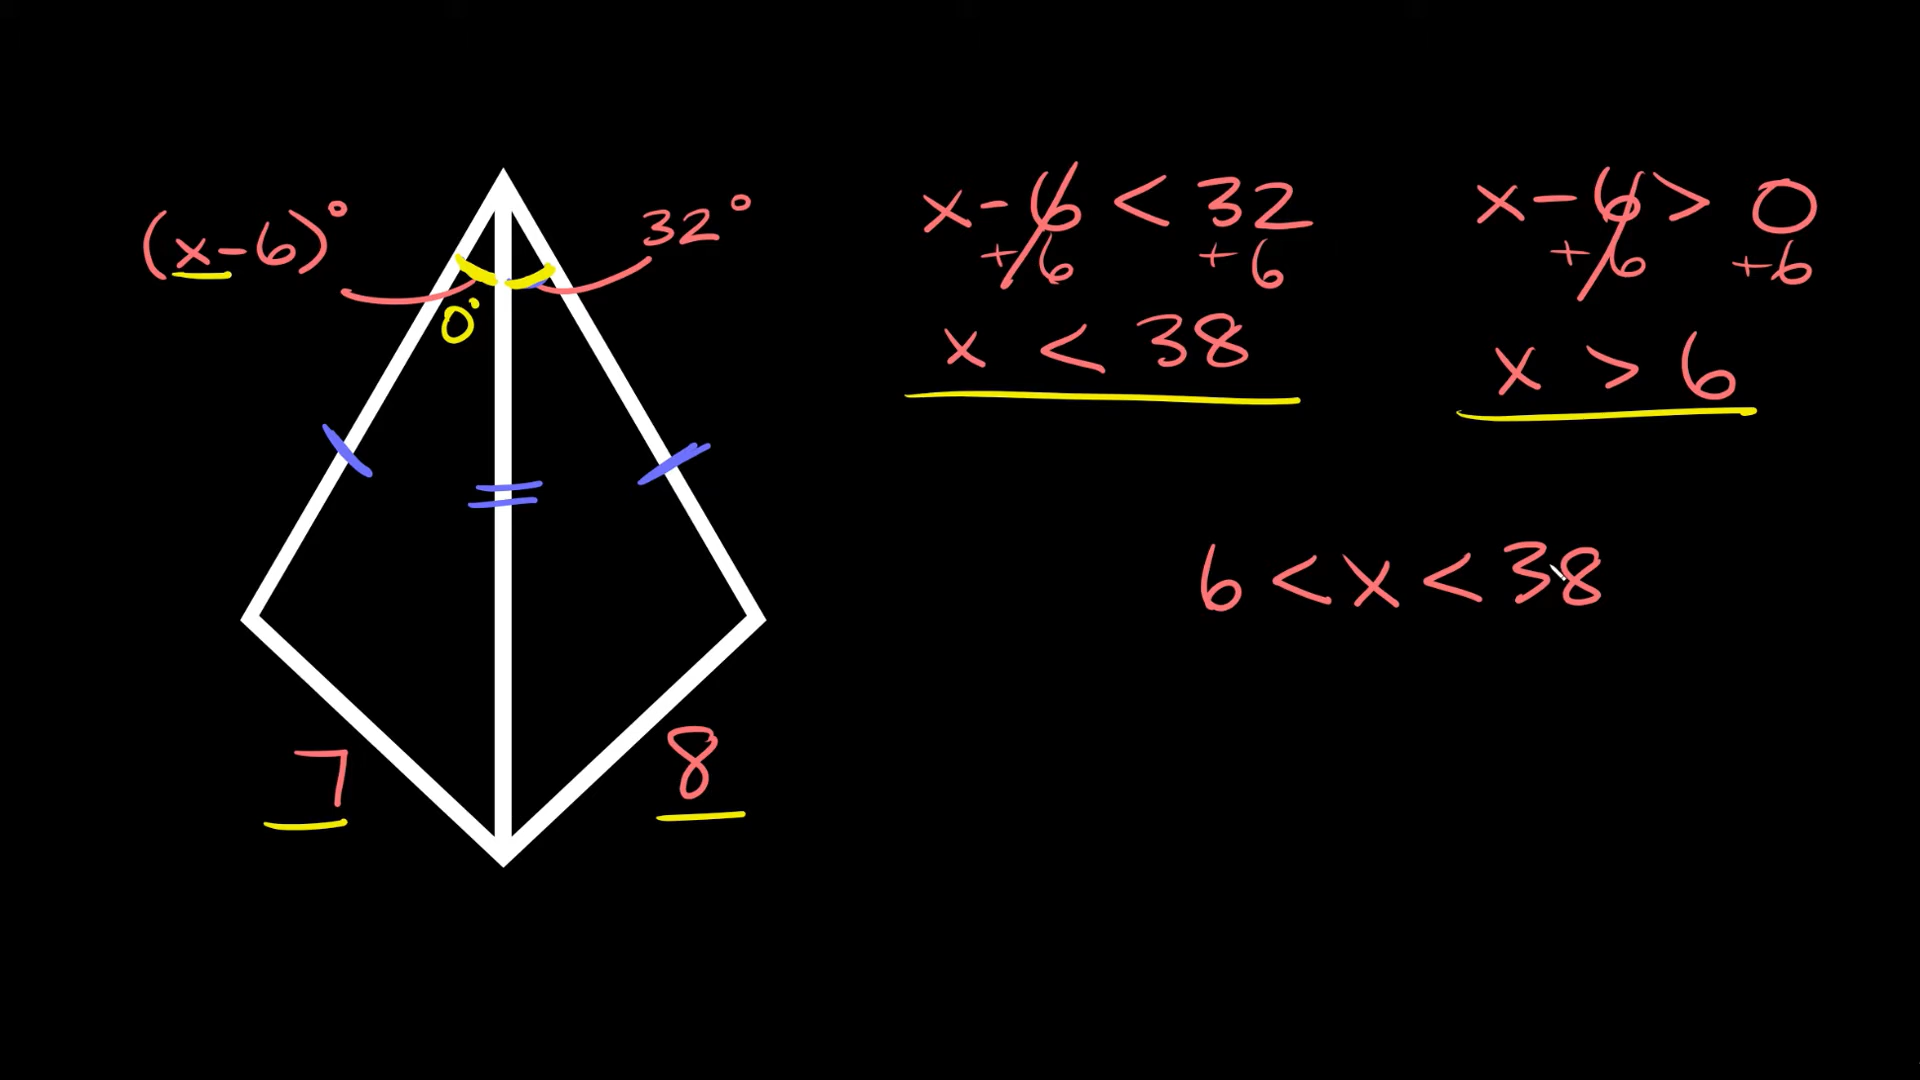 (x-6)°
32°
0°
7
8
x-6 < 32
+6 +6
x < 38
x-6 > 0
+6 +6
x > 6
6 < x < 38